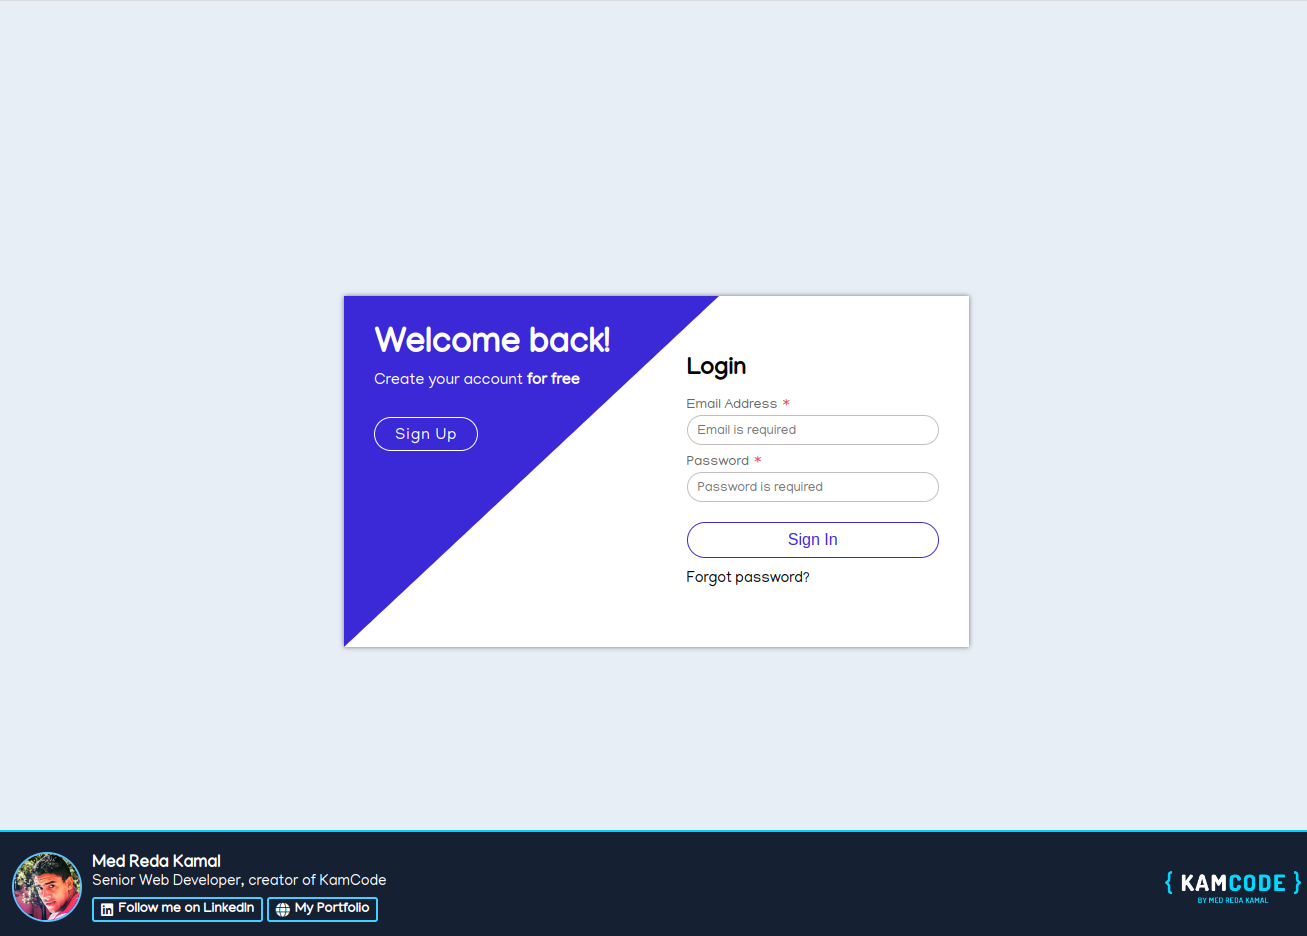 Welcome back!
Create your account for free
Sign Up
Login
Email Address *
Email is required
Password *
Password is required
Sign In
Forgot password?
Med Reda Kamal
Senior Web Developer, creator of KamCode
Follow me on LinkedIn
My Portfolio
{ KAMCODE }
BY MED REDA KAMAL